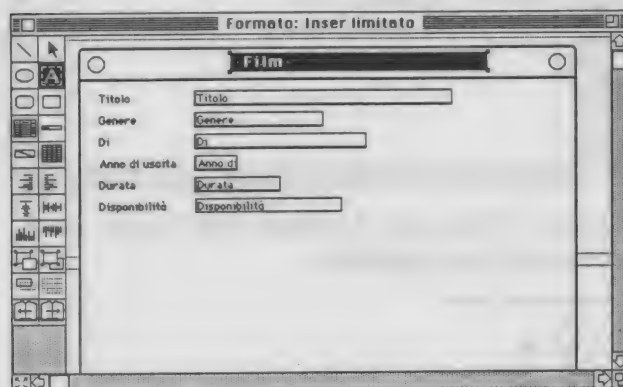 Formato: Inser limitato
Film
Titolo Titolo
Genere Genere
Di Di
Anno di uscita Anno di
Durata Durata
Disponibilità Disponibilità